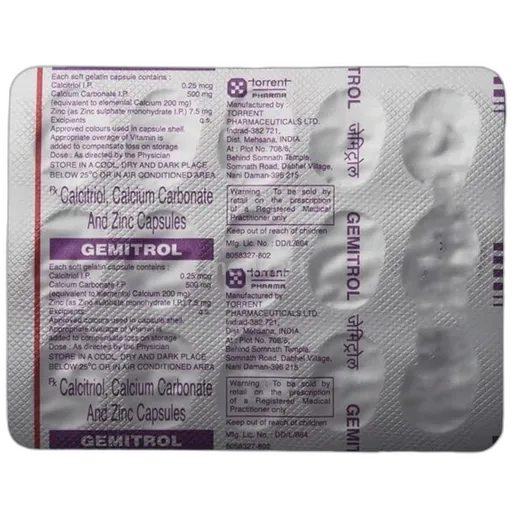 Each soft gelatin capsule contains :
Calcitriol I.P. 0.25 mcg
Calcium Carbonate I.P. 500 mg
(equivalent to elemental Calcium 200 mg)
Zinc (as Zinc sulphate monohydrate I.P.) 7.5 mg
Excipients q.s.
Approved colours used in capsule shell.
Appropriate overage of Vitamin is
added to compensate loss on storage
Dose : As directed by the Physician
STORE IN A COOL, DRY AND DARK PLACE
BELOW 25°C OR IN AIR CONDITIONED AREA
Rx Calcitriol, Calcium Carbonate
And Zinc Capsules
GEMITROL
torrent
PHARMA
Manufactured by :
TORRENT
PHARMACEUTICALS LTD.
Indrad-382 721,
Dist. Mehsana, INDIA.
At : Plot No. 708/6,
Behind Somnath Temple,
Somnath Road, Dabhel Village,
Nani Daman-396 215
Warning : To be sold by
retail on the prescription
of a Registered Medical
Practitioner only
Keep out of reach of children
Mfg. Lic. No. : DD/L/664
8058327-802
Each soft gelatin capsule contains :
Calcitriol I.P. 0.25 mcg
Calcium Carbonate I.P. 500 mg
(equivalent to elemental Calcium 200 mg)
Zinc (as Zinc sulphate monohydrate I.P.) 7.5 mg
Excipients q.s.
Approved colours used in capsule shell.
Appropriate overage of Vitamin is
added to compensate loss on storage
Dose : As directed by the Physician
STORE IN A COOL, DRY AND DARK PLACE
BELOW 25°C OR IN AIR CONDITIONED AREA
Rx Calcitriol, Calcium Carbonate
And Zinc Capsules
GEMITROL
torrent
PHARMA
Manufactured by :
TORRENT
PHARMACEUTICALS LTD.
Indrad-382 721,
Dist. Mehsana, INDIA.
At : Plot No. 708/6,
Behind Somnath Temple,
Somnath Road, Dabhel Village,
Nani Daman-396 215
Warning : To be sold by
retail on the prescription
of a Registered Medical
Practitioner only
Keep out of reach of children
Mfg. Lic. No. : DD/L/664
8058327-802
GEMITROL
जेमिट्रोल
GEMITROL
जेमिट्रोल
GEMITROL